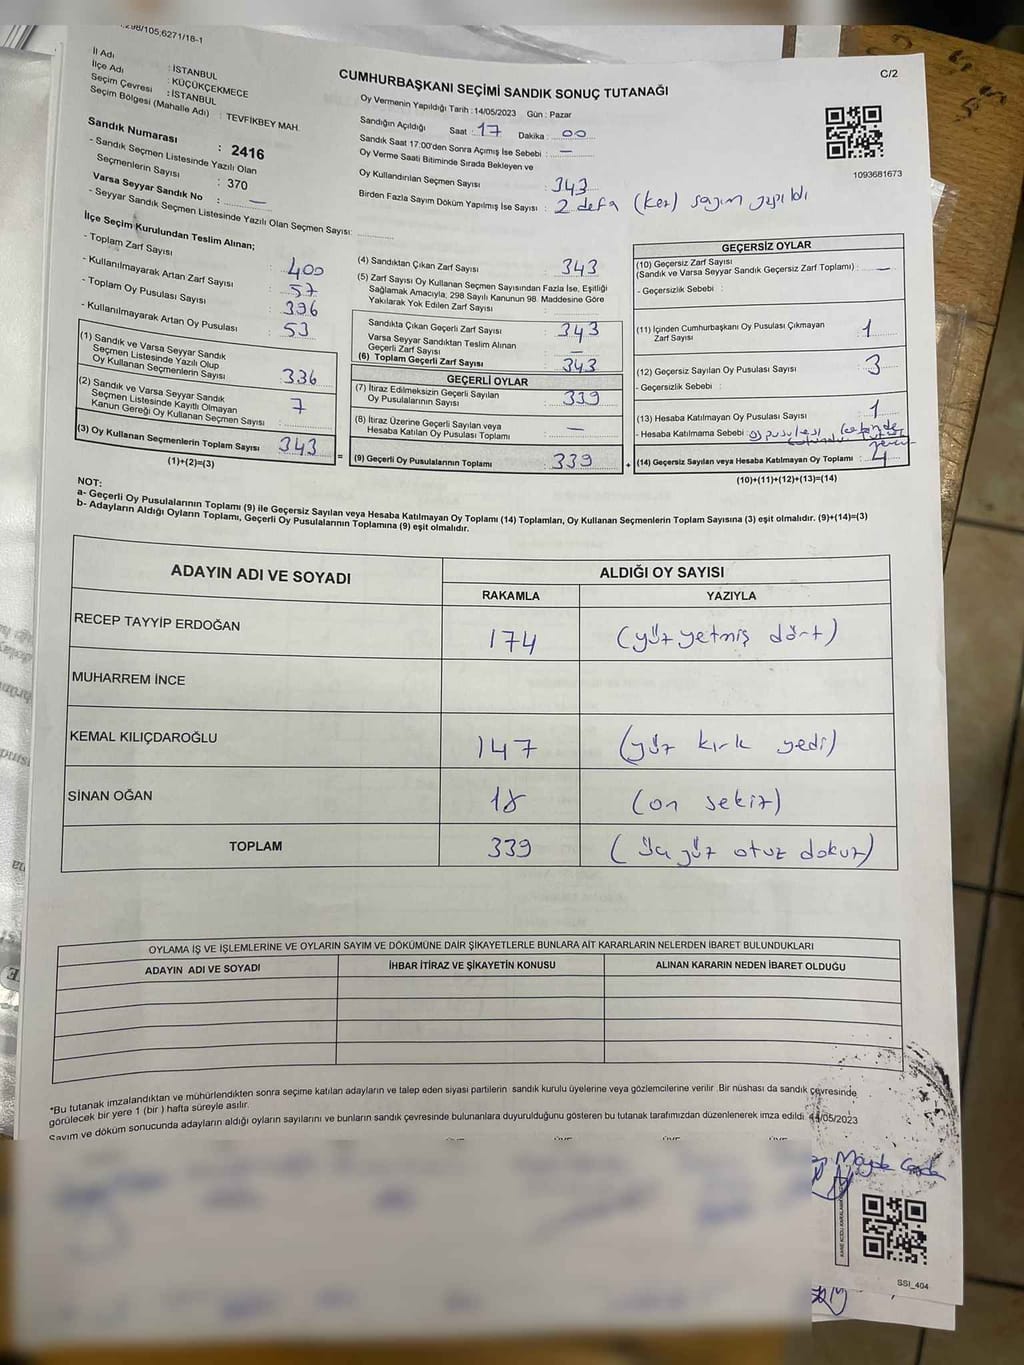 298/105,6271/18-1
C/2
İl Adı : İSTANBUL
İlçe Adı : KÜÇÜKÇEKMECE
Seçim Çevresi : İSTANBUL
Seçim Bölgesi (Mahalle Adı) : TEVFİKBEY MAH.
Sandık Numarası : 2416
- Sandık Seçmen Listesinde Yazılı Olan
Seçmenlerin Sayısı : 370
Varsa Seyyar Sandık No : —
- Seyyar Sandık Seçmen Listesinde Yazılı Olan Seçmen Sayısı:
CUMHURBAŞKANI SEÇİMİ SANDIK SONUÇ TUTANAĞI
Oy Vermenin Yapıldığı Tarih :14/05/2023 Gün : Pazar
Sandığın Açıldığı Saat : 17 Dakika : 00
Sandık Saat 17:00'den Sonra Açımış İse Sebebi : —
Oy Verme Saati Bitiminde Sırada Bekleyen ve
Oy Kullandırılan Seçmen Sayısı : 343
Birden Fazla Sayım Döküm Yapılmış İse Sayısı : 2 defa (kez) sayım yapıldı
1093681673
İlçe Seçim Kurulundan Teslim Alınan;
- Toplam Zarf Sayısı : 400
- Kullanılmayarak Artan Zarf Sayısı : 57
- Toplam Oy Pusulası Sayısı : 396
- Kullanılmayarak Artan Oy Pusulası : 53
(1) Sandık ve Varsa Seyyar Sandık
Seçmen Listesinde Yazılı Olup
Oy Kullanan Seçmenlerin Sayısı : 336
(2) Sandık ve Varsa Seyyar Sandık
Seçmen Listesinde Kayıtlı Olmayan
Kanun Gereği Oy Kullanan Seçmen Sayısı : 7
(3) Oy Kullanan Seçmenlerin Toplam Sayısı : 343
(1)+(2)=(3)
(4) Sandıktan Çıkan Zarf Sayısı : 343
(5) Zarf Sayısı Oy Kullanan Seçmen Sayısından Fazla İse, Eşitliği
Sağlamak Amacıyla; 298 Sayılı Kanunun 98. Maddesine Göre
Yakılarak Yok Edilen Zarf Sayısı :
Sandıkta Çıkan Geçerli Zarf Sayısı : 343
Varsa Seyyar Sandıktan Teslim Alınan
Geçerli Zarf Sayısı : —
(6) Toplam Geçerli Zarf Sayısı : 343
GEÇERLİ OYLAR
(7) İtiraz Edilmeksizin Geçerli Sayılan
Oy Pusulalarının Sayısı : 339
(8) İtiraz Üzerine Geçerli Sayılan veya
Hesaba Katılan Oy Pusulası Toplamı : —
= (9) Geçerli Oy Pusulalarının Toplamı : 339 +
GEÇERSİZ OYLAR
(10) Geçersiz Zarf Sayısı
(Sandık ve Varsa Seyyar Sandık Geçersiz Zarf Toplamı) : —
- Geçersizlik Sebebi :
(11) İçinden Cumhurbaşkanı Oy Pusulası Çıkmayan
Zarf Sayısı : 1
(12) Geçersiz Sayılan Oy Pusulası Sayısı : 3
- Geçersizlik Sebebi :
(13) Hesaba Katılmayan Oy Pusulası Sayısı : 1
- Hesaba Katılmama Sebebi : oy pusulası
(14) Geçersiz Sayılan veya Hesaba Katılmayan Oy Toplamı : 4
(10)+(11)+(12)+(13)=(14)
NOT:
a- Geçerli Oy Pusulalarının Toplamı (9) ile Geçersiz Sayılan veya Hesaba Katılmayan Oy Toplamı (14) Toplamları, Oy Kullanan Seçmenlerin Toplam Sayısına (3) eşit olmalıdır. (9)+(14)=(3)
b- Adayların Aldığı Oyların Toplamı, Geçerli Oy Pusulalarının Toplamına (9) eşit olmalıdır.
ADAYIN ADI VE SOYADI ALDIĞI OY SAYISI
RAKAMLA YAZIYLA
RECEP TAYYİP ERDOĞAN 174 (yüz yetmiş dört)
MUHARREM İNCE
KEMAL KILIÇDAROĞLU 147 (yüz kırk yedi)
SİNAN OĞAN 18 (on sekiz)
TOPLAM 339 (üç yüz otuz dokuz)
OYLAMA İŞ VE İŞLEMLERİNE VE OYLARIN SAYIM VE DÖKÜMÜNE DAİR ŞİKAYETLERLE BUNLARA AİT KARARLARIN NELERDEN İBARET BULUNDUKLARI
ADAYIN ADI VE SOYADI İHBAR İTİRAZ VE ŞİKAYETİN KONUSU ALINAN KARARIN NEDEN İBARET OLDUĞU
*Bu tutanak imzalandıktan ve mühürlendikten sonra seçime katılan adayların ve talep eden siyasi partilerin sandık kurulu üyelerine veya gözlemcilerine verilir .Bir nüshası da sandık çevresinde
görülecek bir yere 1 (bir ) hafta süreyle asılır.
Sayım ve döküm sonucunda adayların aldığı oyların sayılarını ve bunların sandık çevresinde bulunanlara duyurulduğunu gösteren bu tutanak tarafımızdan düzenlenerek imza edildi. 14/05/2023
SSI_404